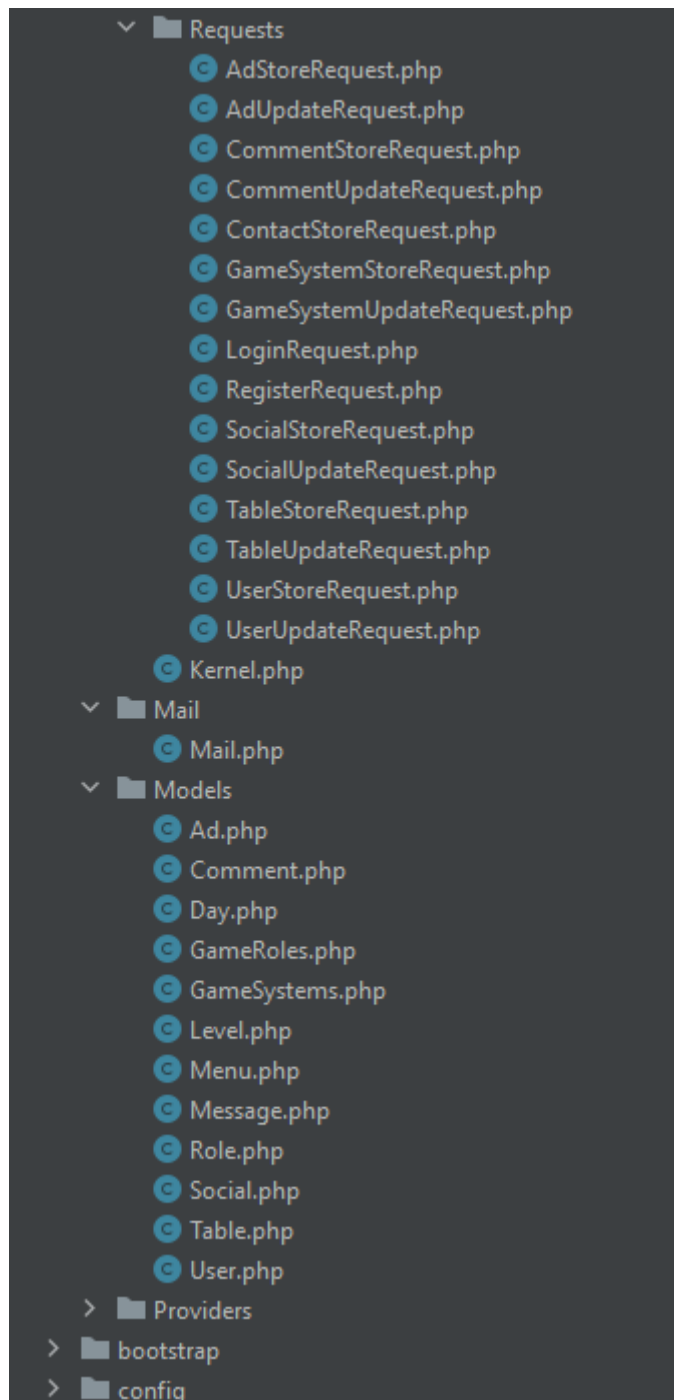 Requests
AdStoreRequest.php
AdUpdateRequest.php
CommentStoreRequest.php
CommentUpdateRequest.php
ContactStoreRequest.php
GameSystemStoreRequest.php
GameSystemUpdateRequest.php
LoginRequest.php
RegisterRequest.php
SocialStoreRequest.php
SocialUpdateRequest.php
TableStoreRequest.php
TableUpdateRequest.php
UserStoreRequest.php
UserUpdateRequest.php
Kernel.php
Mail
Mail.php
Models
Ad.php
Comment.php
Day.php
GameRoles.php
GameSystems.php
Level.php
Menu.php
Message.php
Role.php
Social.php
Table.php
User.php
Providers
bootstrap
config